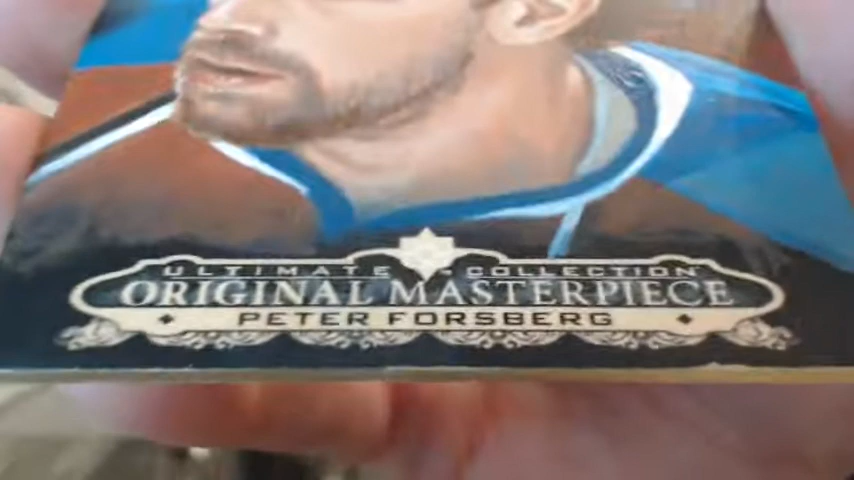 ULTIMATE COLLECTION
ORIGINAL MASTERPIECE
PETER FORSBERG